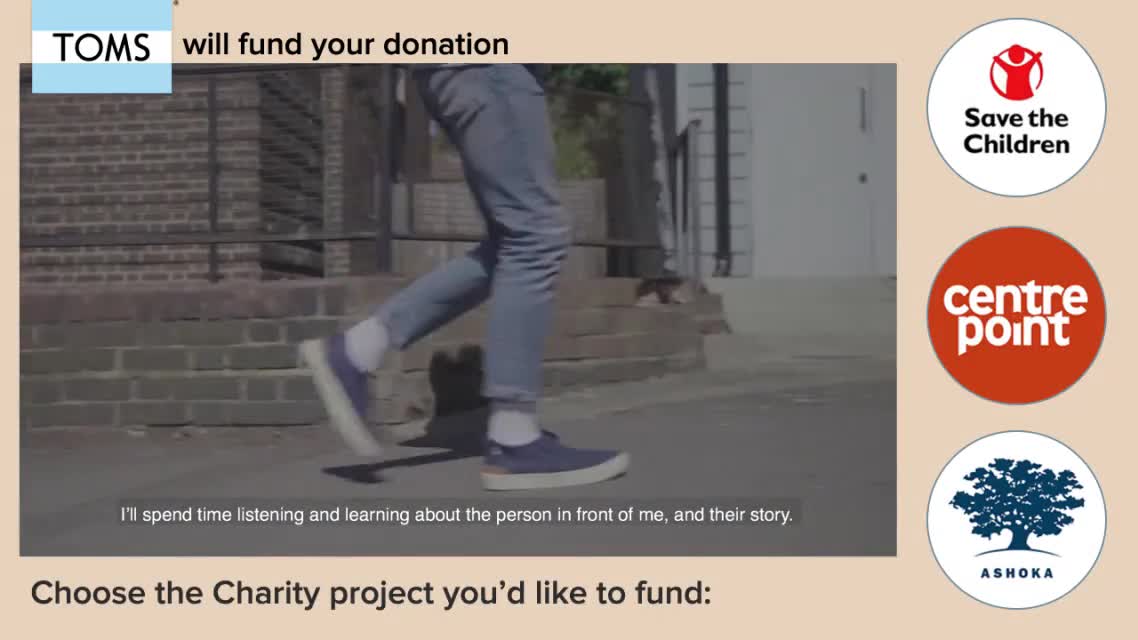 TOMS
will fund your donation
Save the
Children
centre
point
ASHOKA
I'll spend time listening and learning about the person in front of me, and their story.
Choose the Charity project you'd like to fund: